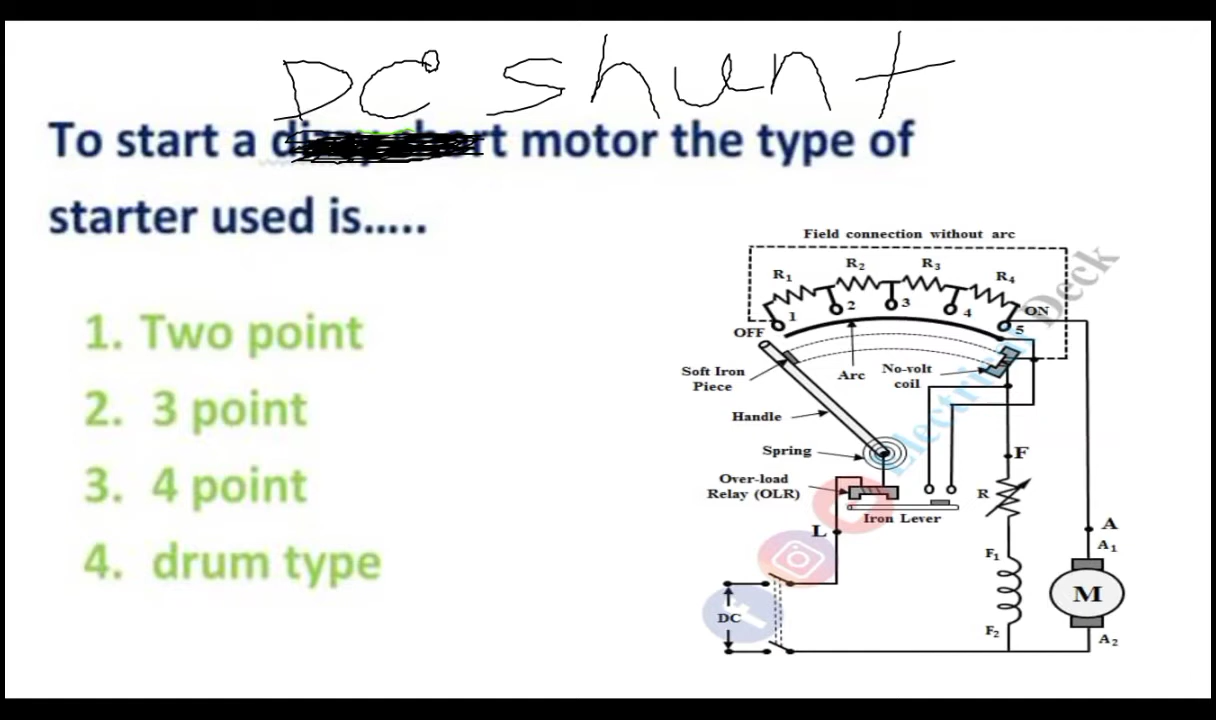 DC shunt
To start a motor the type of
starter used is.....
1. Two point
2. 3 point
3. 4 point
4. drum type
Field connection without arc
R1
R2
R3
R4
1
2
3
4
5
ON
OFF
Soft Iron
Piece
Arc
No-volt
coil
Handle
Spring
F
Over-load
Relay (OLR)
R
Iron Lever
L
A
A1
F1
M
DC
F2
A2
Electrical Deck